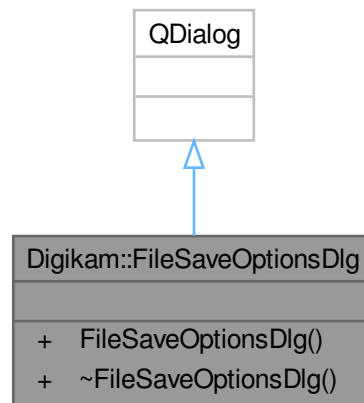 QDialog
Digikam::FileSaveOptionsDlg
+ FileSaveOptionsDlg()
+ ~FileSaveOptionsDlg()